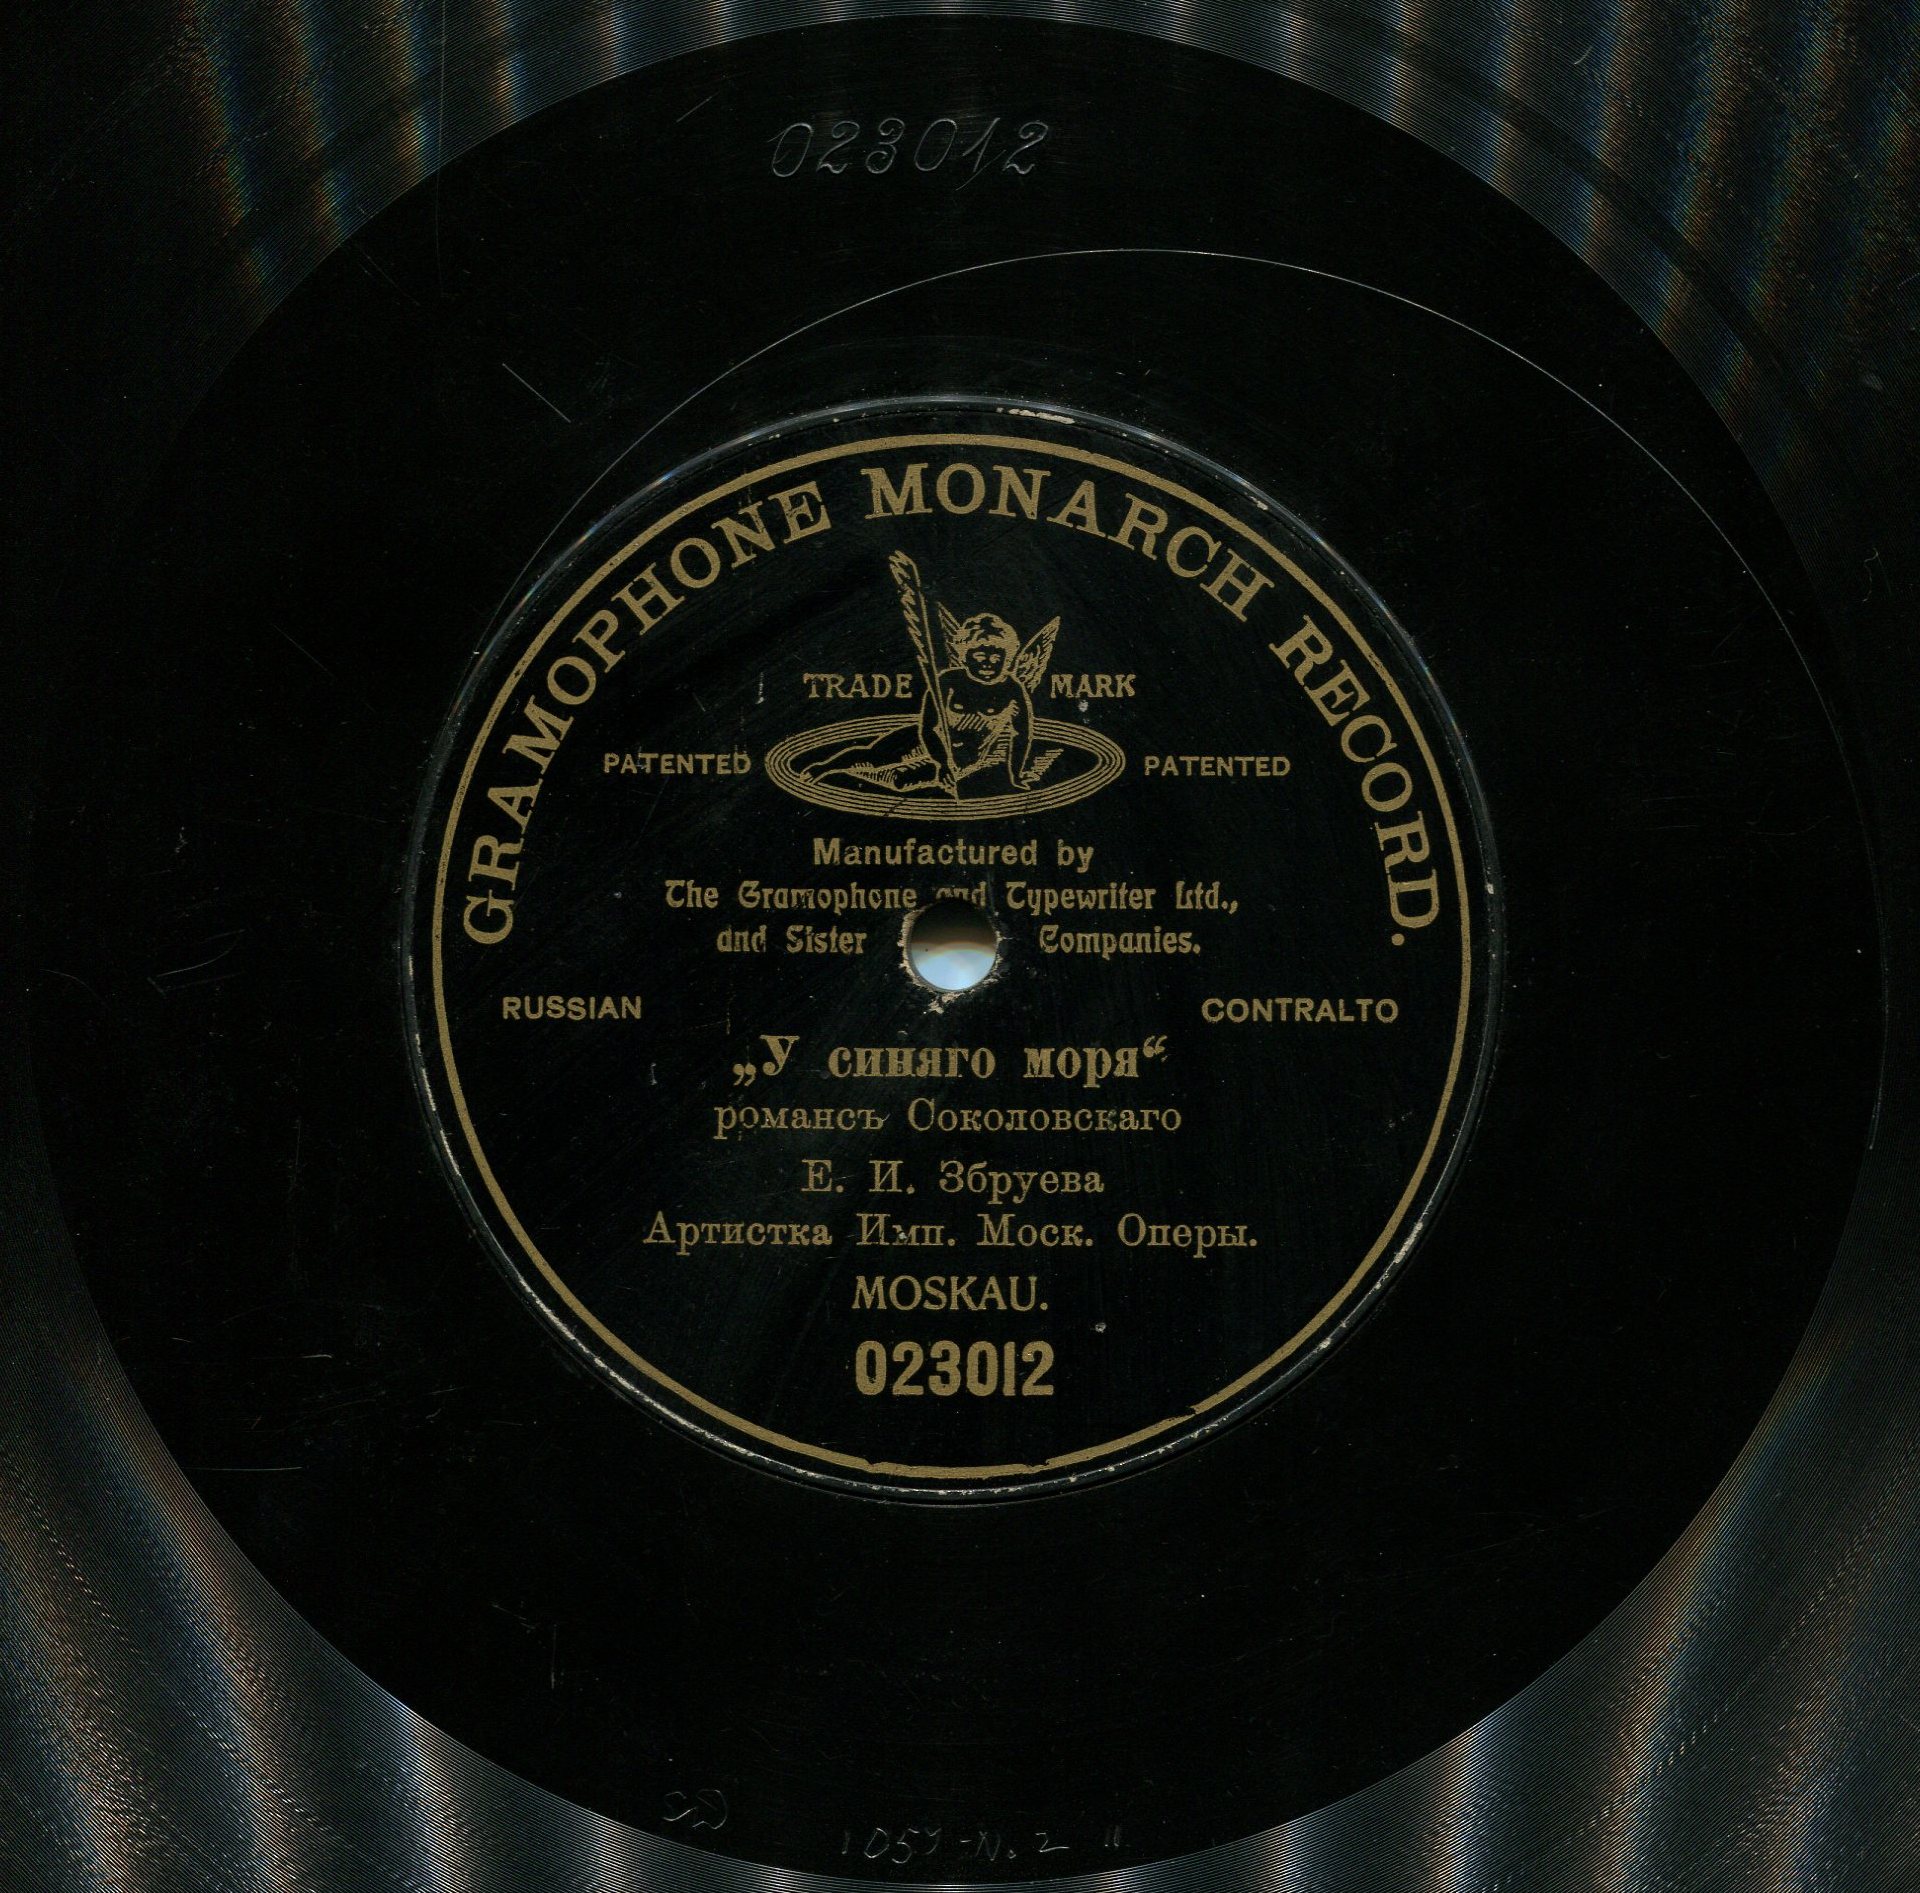 023012
GRAMOPHONE MONARCH RECORD.
TRADE MARK
PATENTED PATENTED
Manufactured by
The Gramophone and Typewriter Ltd.,
and Sister Companies.
RUSSIAN CONTRALTO
„У синяго моря“
романсъ Соколовскаго
Е. И. Збруева
Артистка Имп. Моск. Оперы.
MOSKAU.
023012